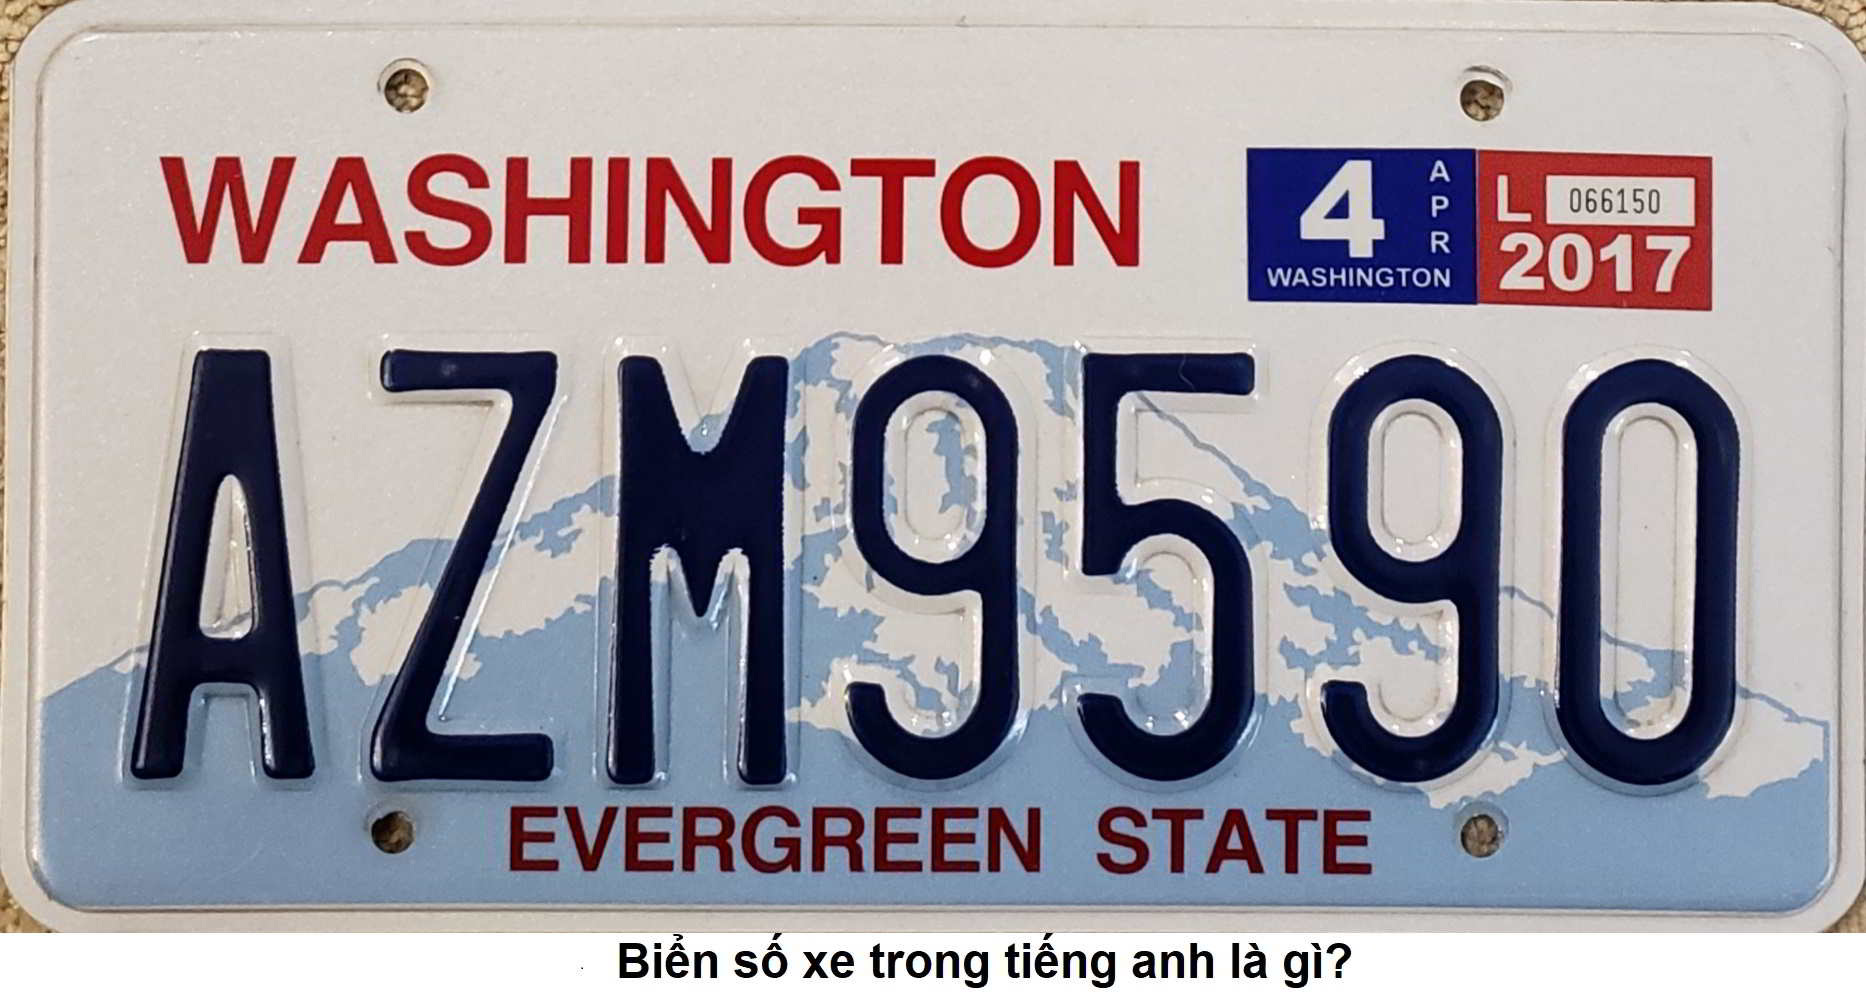 WASHINGTON
4 APR
WASHINGTON
L 066150
2017
AZM9590
EVERGREEN STATE
Biển số xe trong tiếng anh là gì?